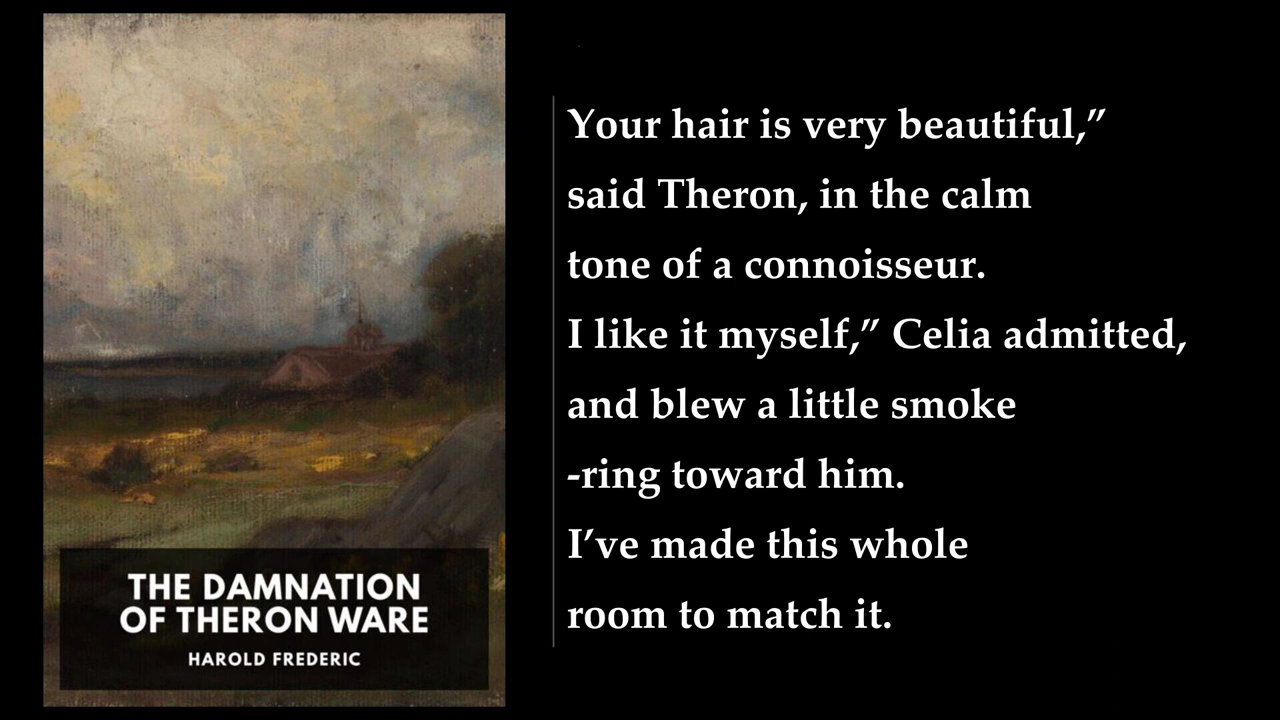 THE DAMNATION
OF THERON WARE
HAROLD FREDERIC
Your hair is very beautiful,”
said Theron, in the calm
tone of a connoisseur.
I like it myself,” Celia admitted,
and blew a little smoke
-ring toward him.
I’ve made this whole
room to match it.